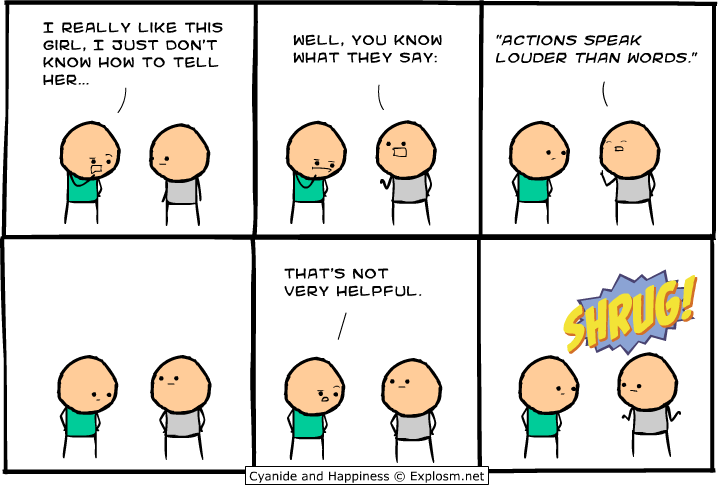 I REALLY LIKE THIS
GIRL, I JUST DON'T
KNOW HOW TO TELL
HER...
WELL, YOU KNOW
WHAT THEY SAY:
"ACTIONS SPEAK
LOUDER THAN WORDS."
THAT'S NOT
VERY HELPFUL.
SHRUG!
Cyanide and Happiness © Explosm.net